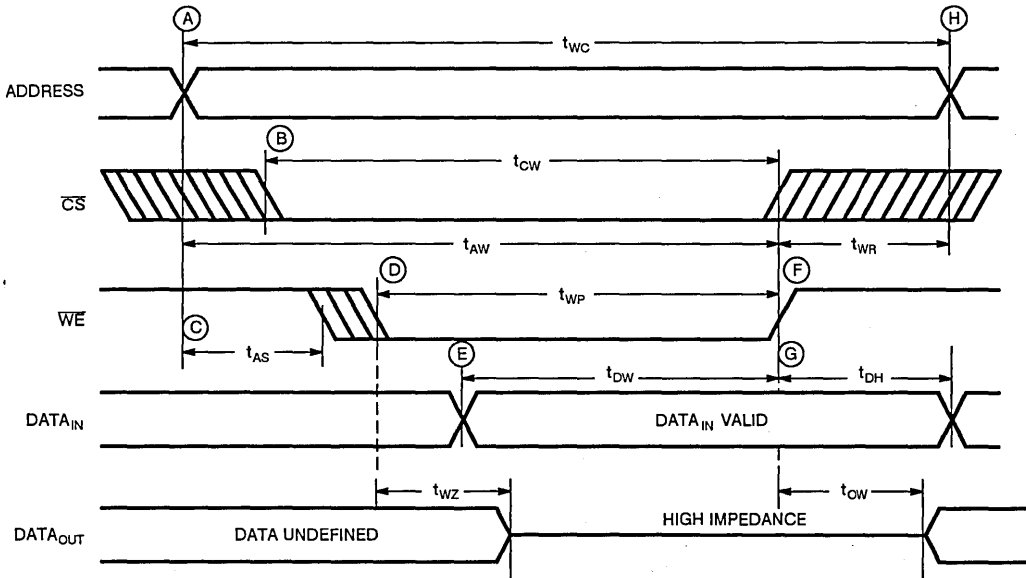 A
H
tWC
ADDRESS
B
tCW
CS
tAW
tWR
D
F
tWP
WE
C
tAS
E
G
tDW
tDH
DATAIN
DATAIN VALID
tWZ
tOW
DATAOUT
DATA UNDEFINED
HIGH IMPEDANCE